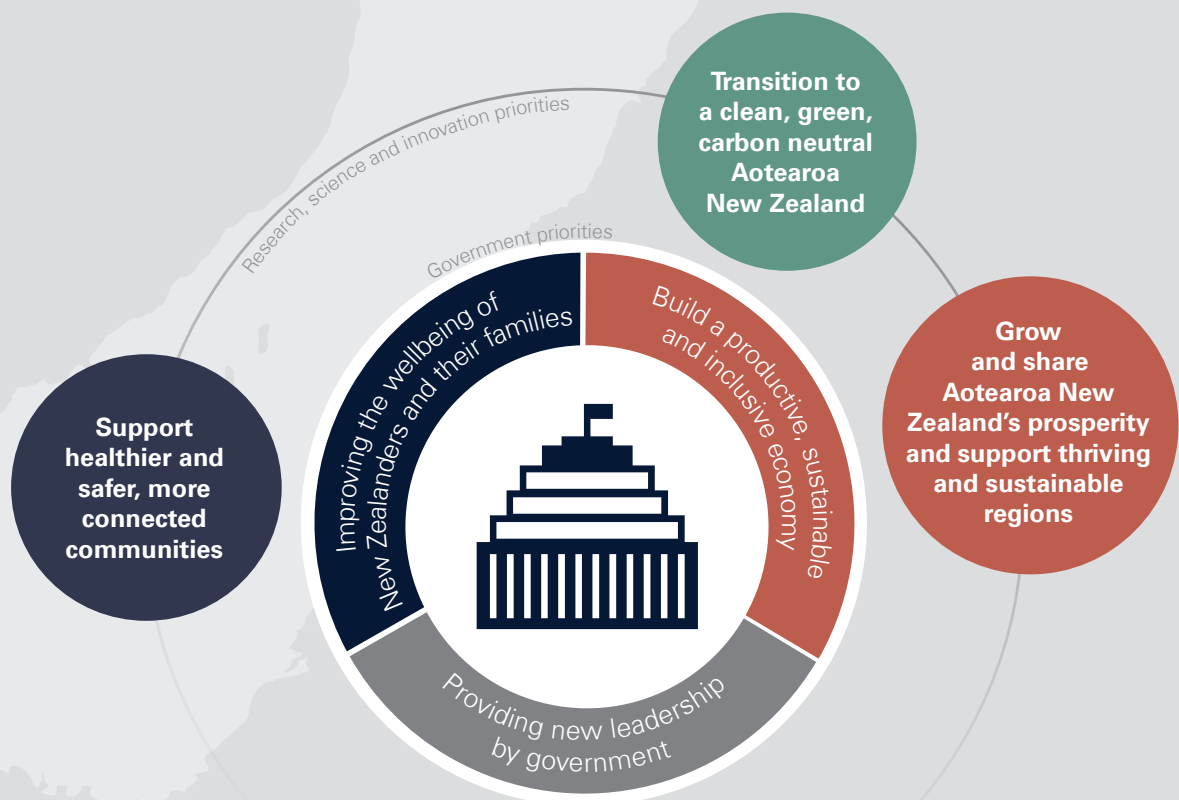 Transition to
a clean, green,
carbon neutral
Aotearoa
New Zealand
Research, science and innovation priorities
Government priorities
Improving the wellbeing of
New Zealanders and their families
Build a productive, sustainable
and inclusive economy
Grow
and share
Aotearoa New
Zealand’s prosperity
and support thriving
and sustainable
regions
Support
healthier and
safer, more
connected
communities
Providing new leadership
by government